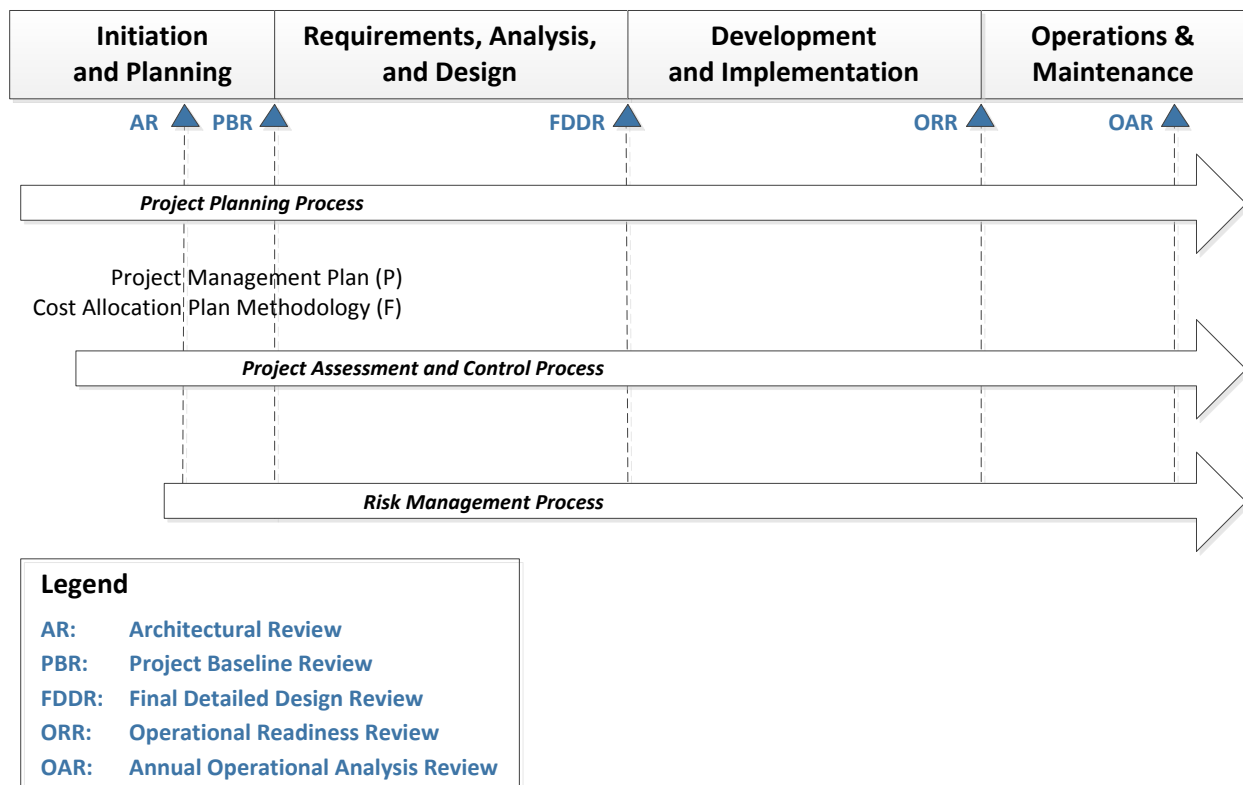 Initiation
and Planning
Requirements, Analysis,
and Design
Development
and Implementation
Operations &
Maintenance
AR
PBR
FDDR
ORR
OAR
Project Planning Process
Project Management Plan (P)
Cost Allocation Plan Methodology (F)
Project Assessment and Control Process
Risk Management Process
Legend
AR: Architectural Review
PBR: Project Baseline Review
FDDR: Final Detailed Design Review
ORR: Operational Readiness Review
OAR: Annual Operational Analysis Review